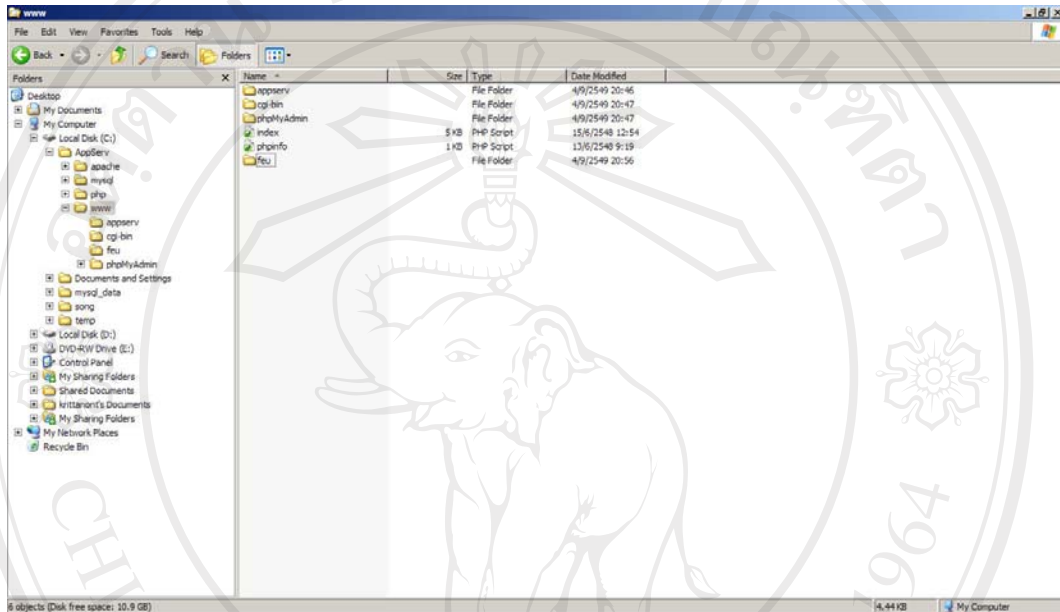 www
File Edit View Favorites Tools Help
Back Search Folders
Folders
Name Size Type Date Modified
Desktop
My Documents
My Computer
Local Disk (C:)
AppServ
apache
mysql
php
www
appserv
cgi-bin
feu
phpMyAdmin
Documents and Settings
mysql_data
song
temp
Local Disk (D:)
DVD-RW Drive (E:)
Control Panel
My Sharing Folders
Shared Documents
krittanont's Documents
My Sharing Folders
My Network Places
Recycle Bin
appserv File Folder 4/9/2549 20:46
cgi-bin File Folder 4/9/2549 20:47
phpMyAdmin File Folder 4/9/2549 20:47
index 5 KB PHP Script 15/6/2548 12:54
phpinfo 1 KB PHP Script 13/6/2548 9:19
feu File Folder 4/9/2549 20:56
6 objects (Disk free space: 10.9 GB) 4.44 KB My Computer
1964